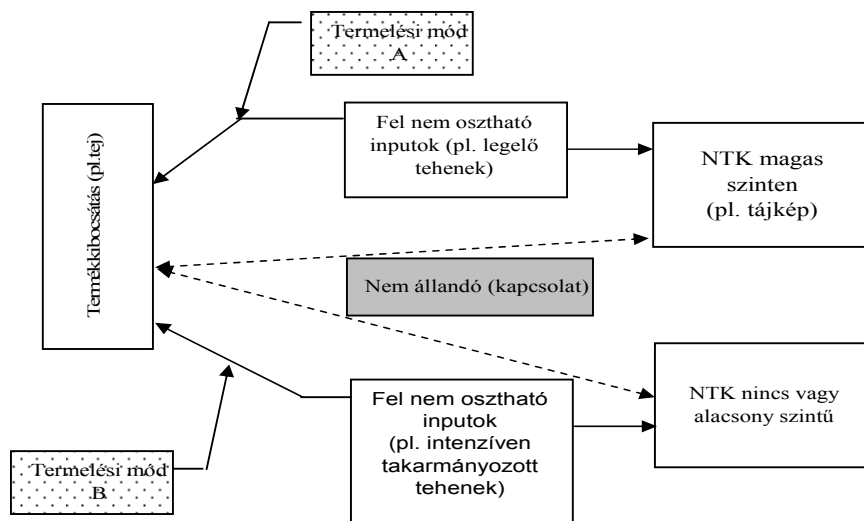 Termelési mód
A
Termékkibocsátás (pl.tej)
Fel nem osztható
inputok (pl. legelő
tehenek)
NTK magas
szinten
(pl. tájkép)
Nem állandó (kapcsolat)
Fel nem osztható
inputok
(pl. intenzíven
takarmányozott
tehenek)
NTK nincs vagy
alacsony szintű
Termelési mód
B